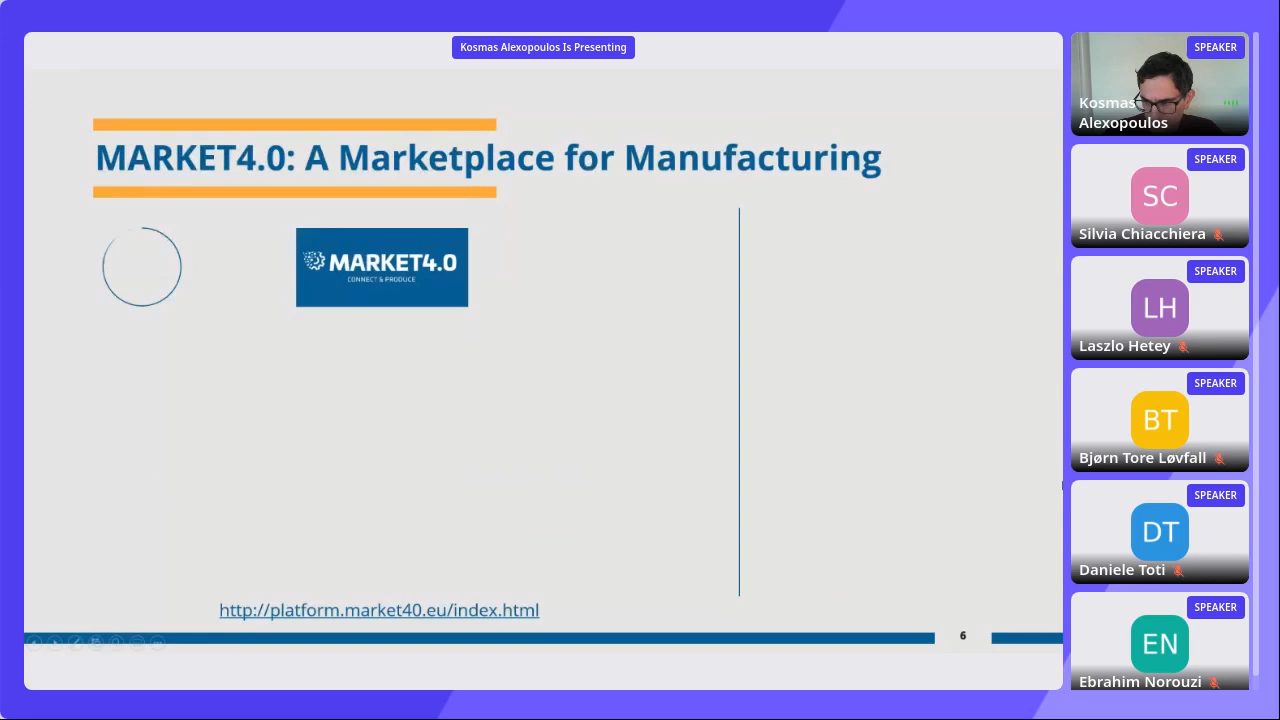 Kosmas Alexopoulos Is Presenting
MARKET4.0: A Marketplace for Manufacturing
MARKET4.0
CONNECT & PRODUCE
http://platform.market40.eu/index.html
6
SPEAKER
Kosmas
Alexopoulos
SPEAKER
SC
Silvia Chiacchiera
SPEAKER
LH
Laszlo Hetey
SPEAKER
BT
Bjørn Tore Løvfall
SPEAKER
DT
Daniele Toti
SPEAKER
EN
Ebrahim Norouzi